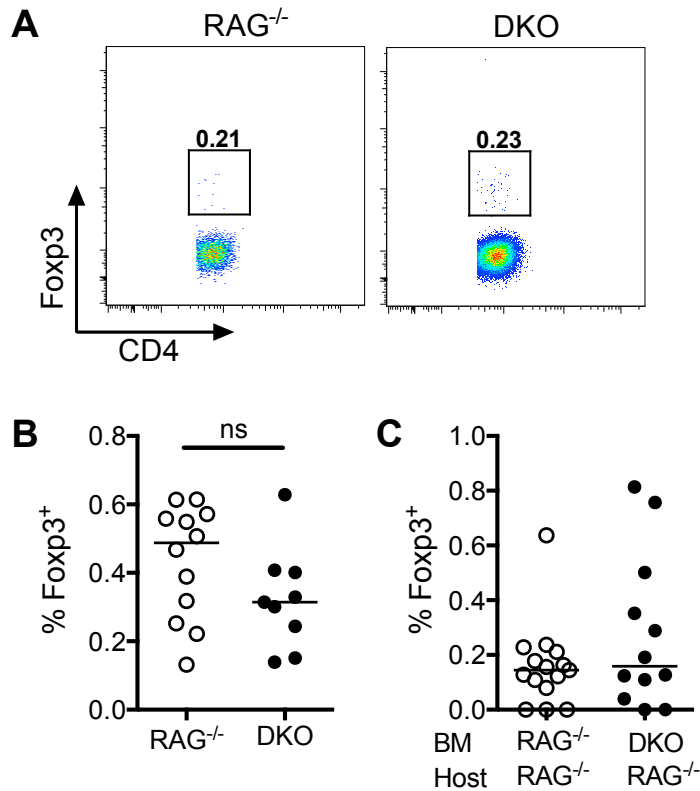 A
RAG-/- DKO
0.21 0.23
Foxp3
CD4
B
ns
% Foxp3+
0.8
0.6
0.4
0.2
0.0
RAG-/- DKO
C
% Foxp3+
1.0
0.8
0.6
0.4
0.2
0.0
BM RAG-/- DKO
Host RAG-/- RAG-/-